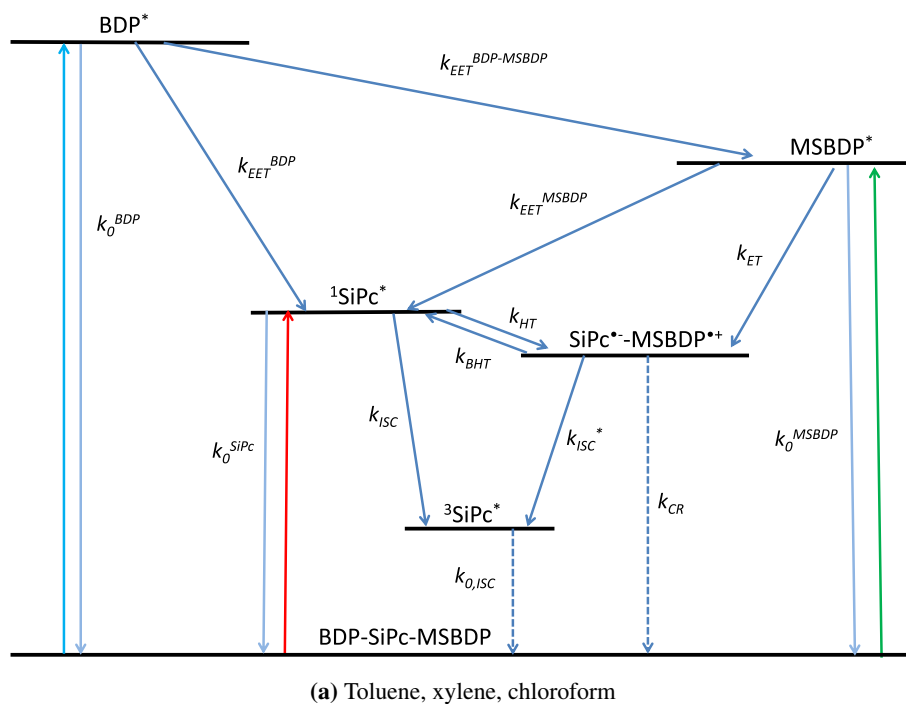 BDP*
k_EET^BDP-MSBDP
MSBDP*
k_EET^BDP
k_EET^MSBDP
k_0^BDP
k_ET
¹SiPc*
k_HT
SiPc•⁻-MSBDP•⁺
k_BHT
k_ISC
k_ISC*
k_0^SiPc
k_0^MSBDP
k_CR
³SiPc*
k_0,ISC
BDP-SiPc-MSBDP
(a) Toluene, xylene, chloroform